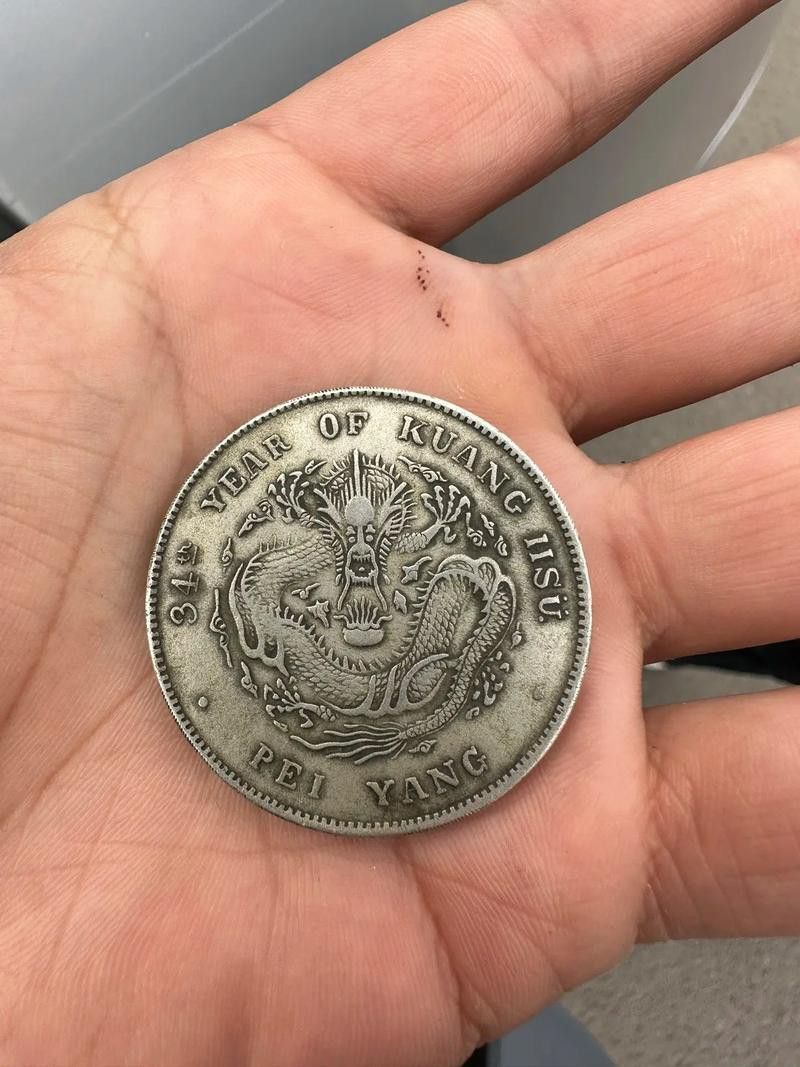 34th YEAR OF KUANG HSÜ
PEI YANG